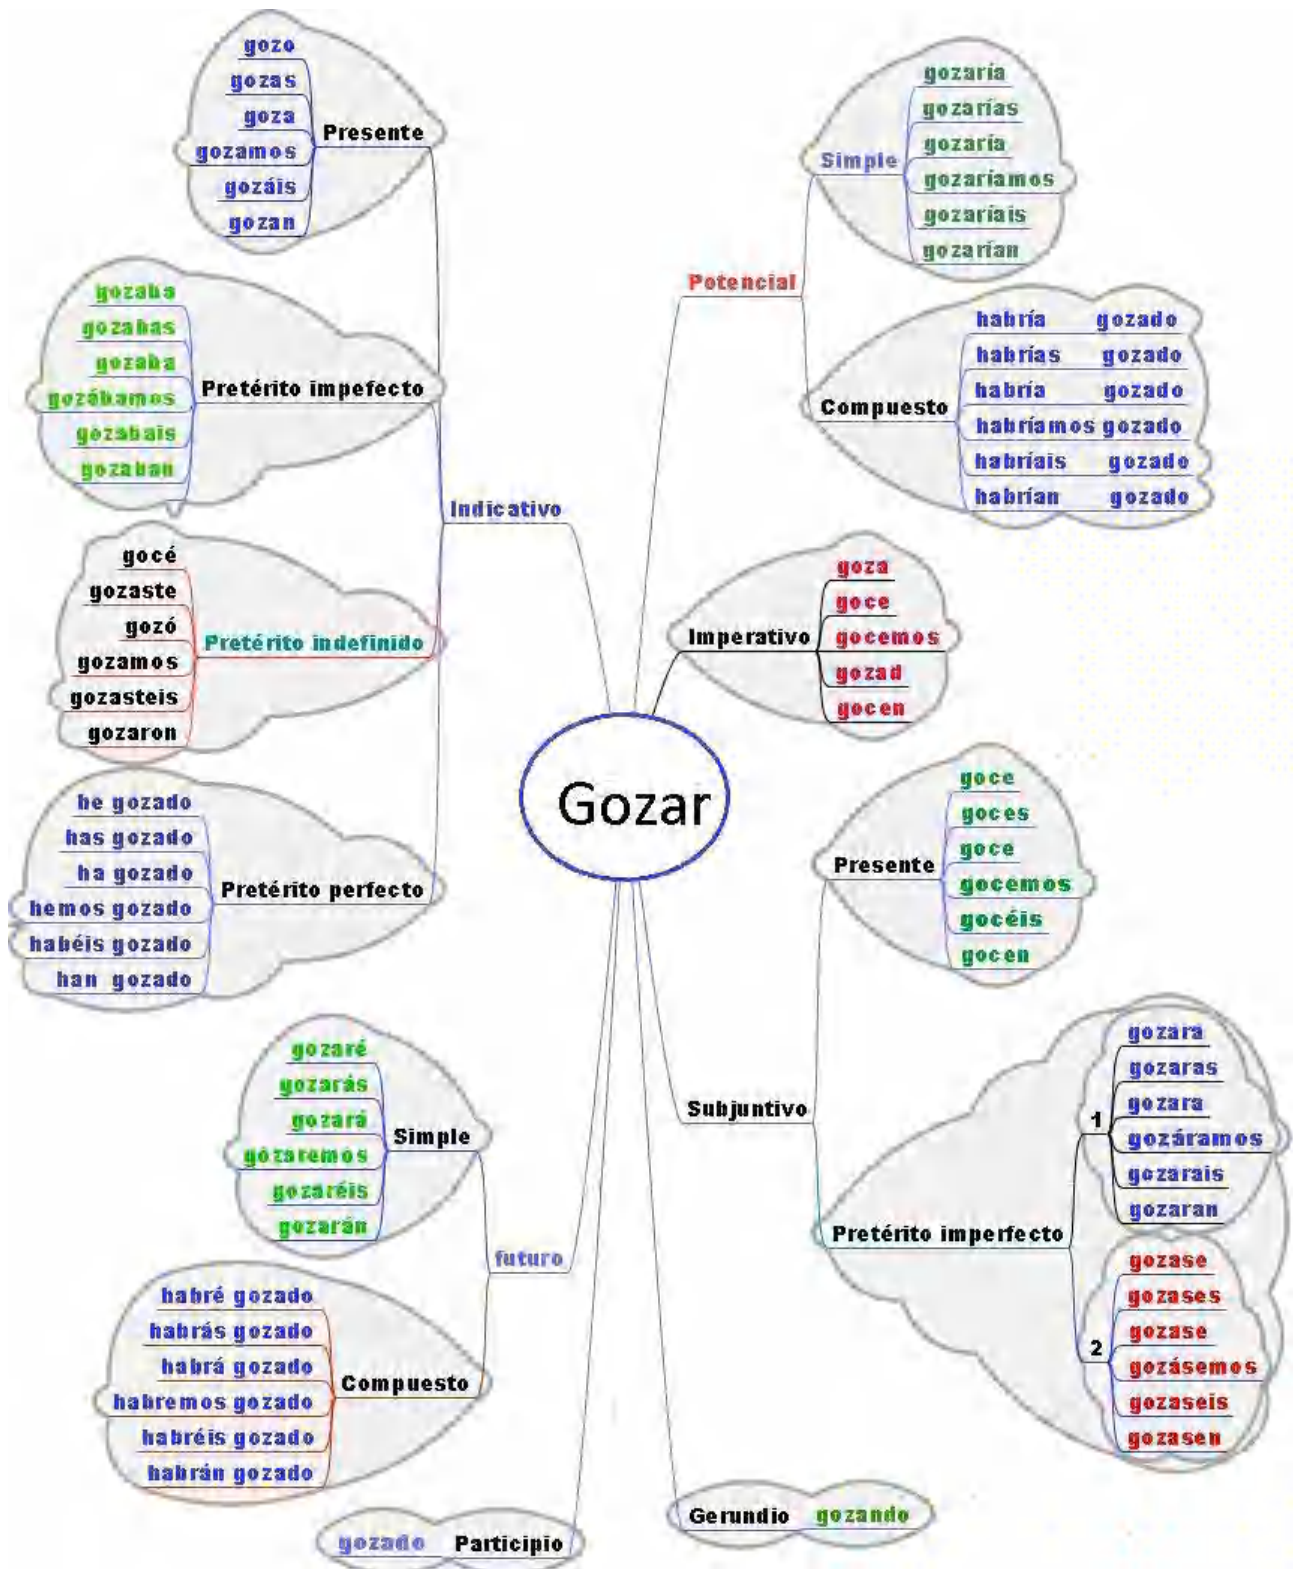 Gozar
Indicativo
Presente
gozo
gozas
goza
gozamos
gozáis
gozan
Pretérito impefecto
gozaba
gozabas
gozaba
gozábamos
gozabais
gozaban
Pretérito indefinido
gocé
gozaste
gozó
gozamos
gozasteis
gozaron
Pretérito perfecto
he gozado
has gozado
ha gozado
hemos gozado
habéis gozado
han gozado
futuro
Simple
gozaré
gozarás
gozará
gozaremos
gozaréis
gozarán
Compuesto
habré gozado
habrás gozado
habrá gozado
habremos gozado
habréis gozado
habrán gozado
Participio
gozado
Potencial
Simple
gozaría
gozarías
gozaría
gozaríamos
gozaríais
gozarían
Compuesto
habría gozado
habrías gozado
habría gozado
habríamos gozado
habríais gozado
habrían gozado
Imperativo
goza
goce
gocemos
gozad
gocen
Subjuntivo
Presente
goce
goces
goce
gocemos
gocéis
gocen
Pretérito imperfecto
1
gozara
gozaras
gozara
gozáramos
gozarais
gozaran
2
gozase
gozases
gozase
gozásemos
gozaseis
gozasen
Gerundio
gozando